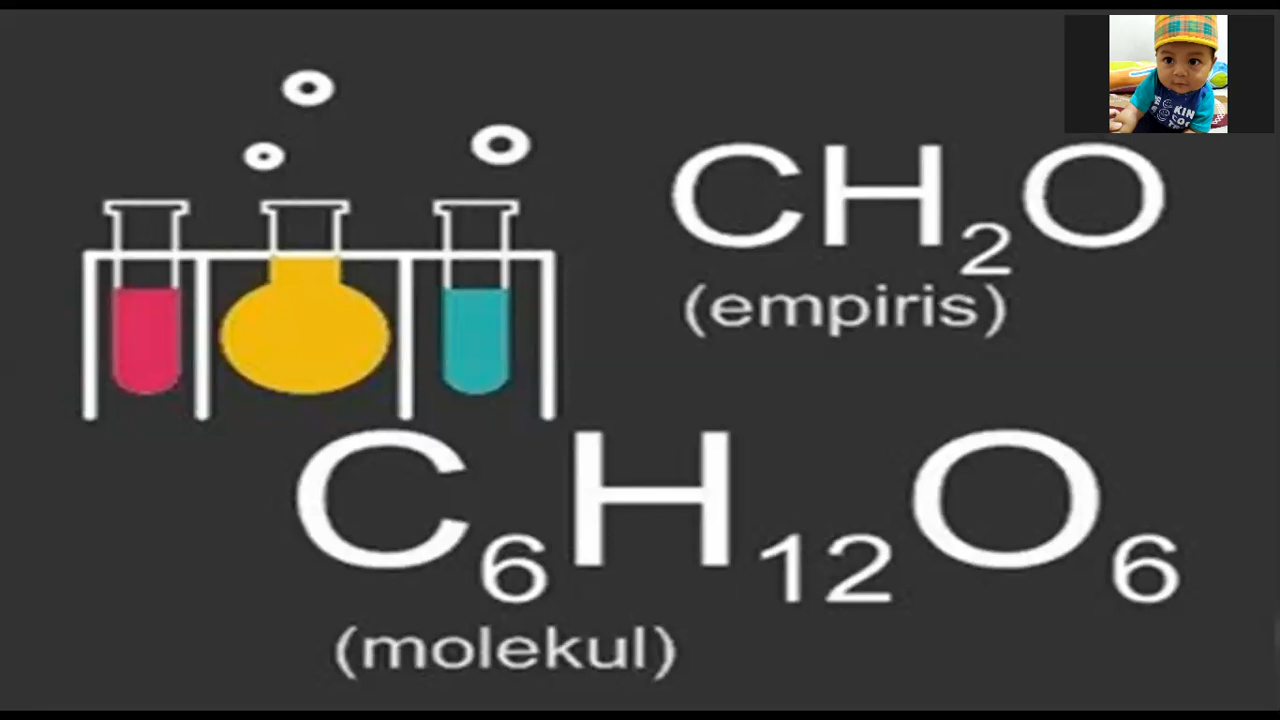 CH₂O
(empiris)
C₆H₁₂O₆
(molekul)